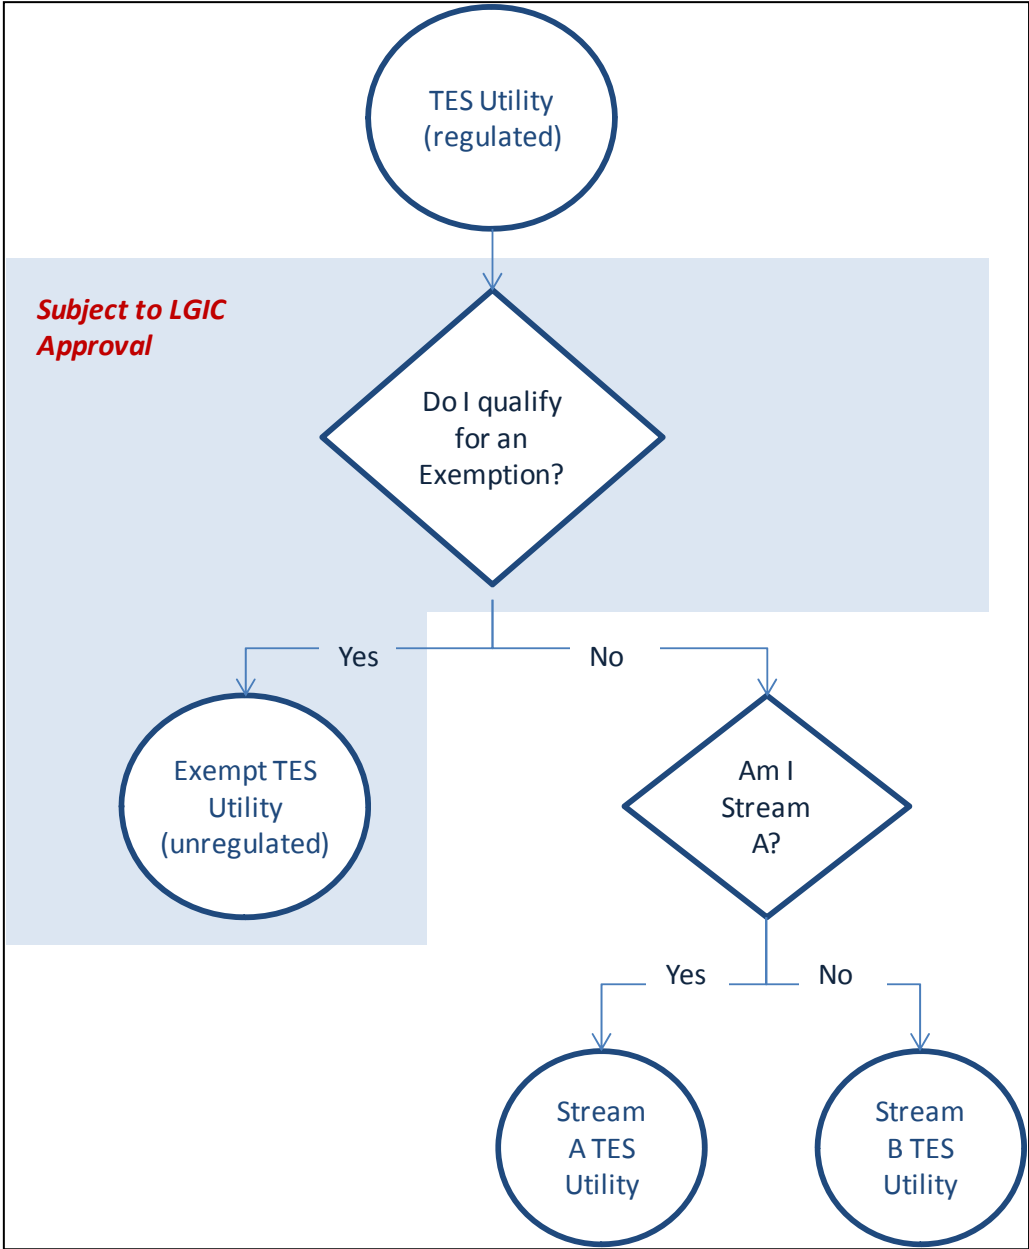 TES Utility
(regulated)
Subject to LGIC
Approval
Do I qualify
for an
Exemption?
Yes
No
Exempt TES
Utility
(unregulated)
Am I
Stream
A?
Yes
No
Stream
A TES
Utility
Stream
B TES
Utility